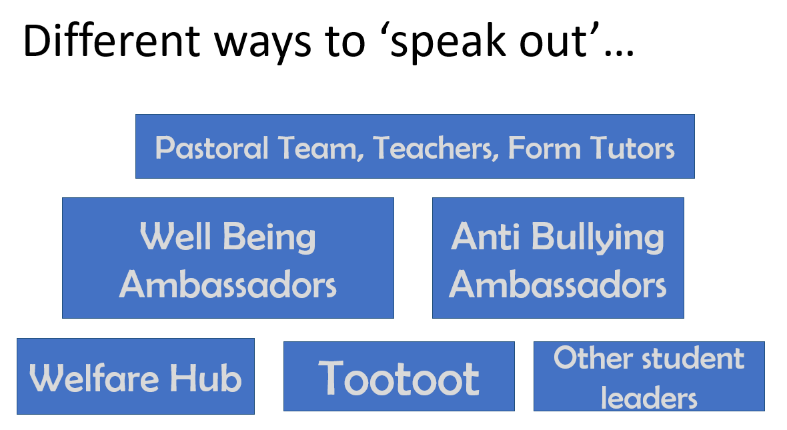 Different ways to ‘speak out’...
Pastoral Team, Teachers, Form Tutors
Well Being
Ambassadors
Anti Bullying
Ambassadors
Welfare Hub
Tootoot
Other student
leaders